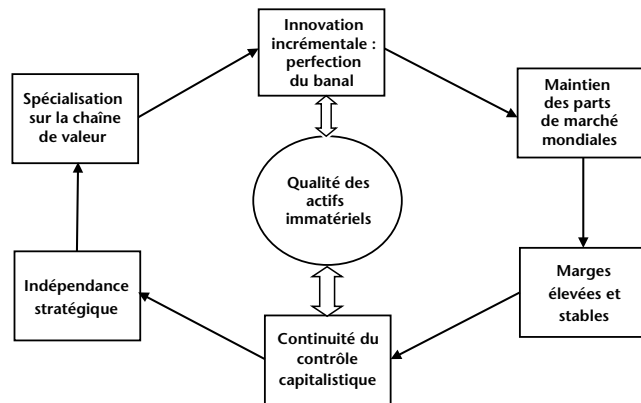 Innovation
incrémentale :
perfection
du banal
Spécialisation
sur la chaîne
de valeur
Maintien
des parts
de marché
mondiales
Qualité des
actifs
immatériels
Indépendance
stratégique
Marges
élevées et
stables
Continuité du
contrôle
capitalistique